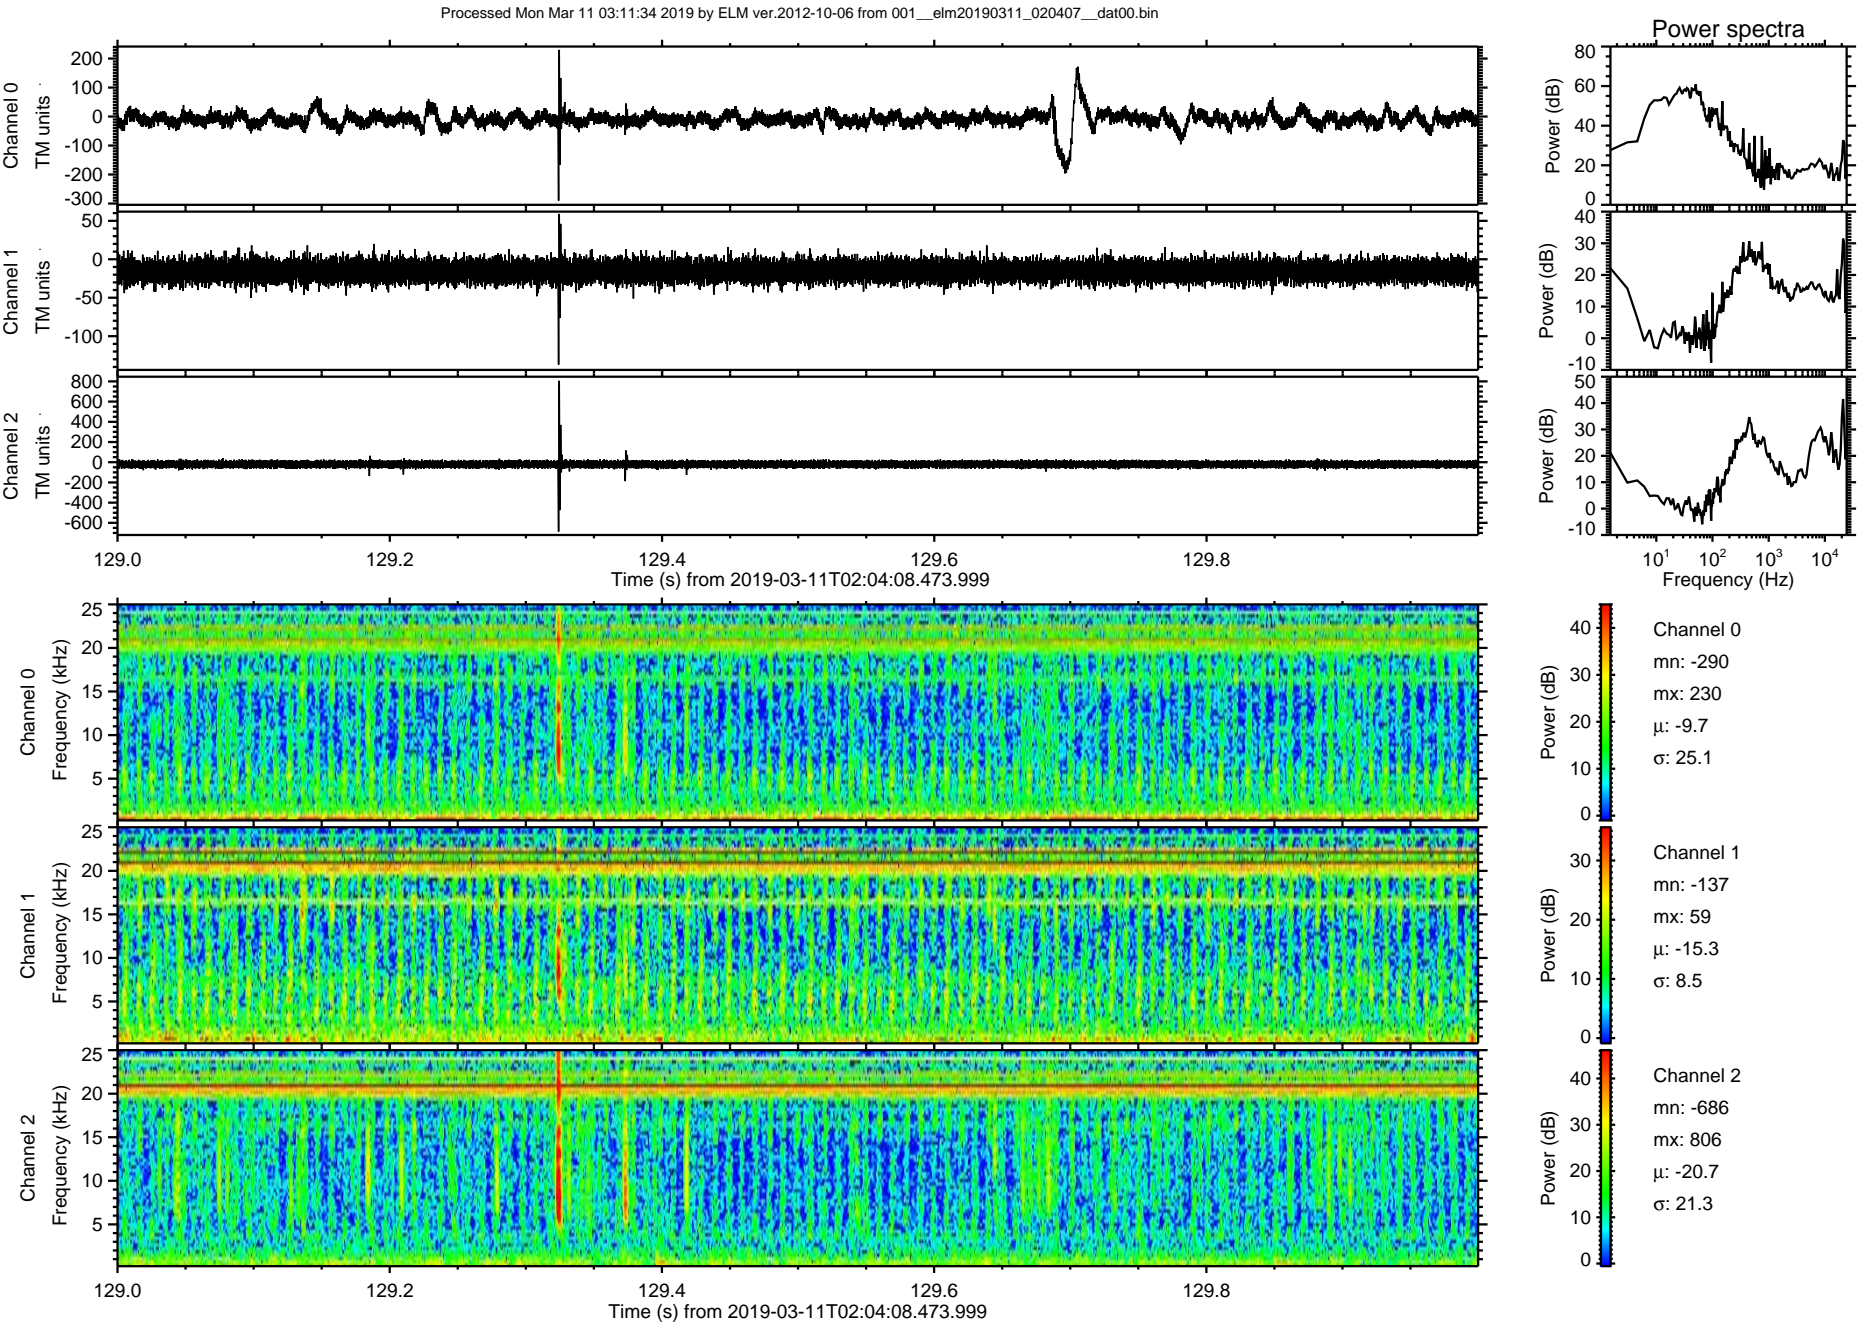 Processed Mon Mar 11 03:11:34 2019 by ELM ver.2012-10-06 from 001__elm20190311_020407__dat00.bin
Power spectra
Channel 0
TM units
200
100
0
-100
-200
-300
Power (dB)
80
60
40
20
0
Channel 1
TM units
50
0
-50
-100
Power (dB)
40
30
20
10
0
-10
Channel 2
TM units
800
600
400
200
0
-200
-400
-600
Power (dB)
50
40
30
20
10
0
-10
129.0 129.2 129.4 129.6 129.8
Time (s) from 2019-03-11T02:04:08.473.999
10¹ 10² 10³ 10⁴
Frequency (Hz)
Channel 0
Frequency (kHz)
25
20
15
10
5
Power (dB)
40
30
20
10
0
Channel 0
mn: -290
mx: 230
μ: -9.7
σ: 25.1
Channel 1
Frequency (kHz)
25
20
15
10
5
Power (dB)
30
20
10
0
Channel 1
mn: -137
mx: 59
μ: -15.3
σ: 8.5
Channel 2
Frequency (kHz)
25
20
15
10
5
Power (dB)
40
30
20
10
0
Channel 2
mn: -686
mx: 806
μ: -20.7
σ: 21.3
129.0 129.2 129.4 129.6 129.8
Time (s) from 2019-03-11T02:04:08.473.999